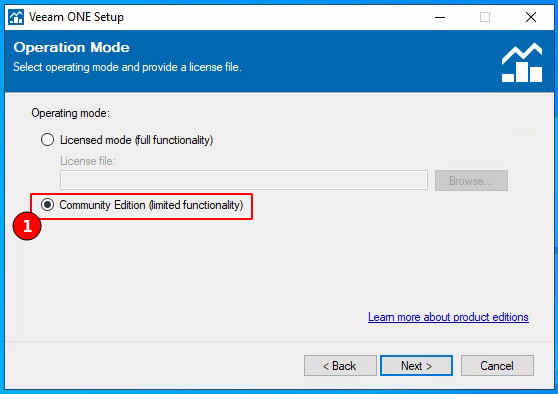 Veeam ONE Setup
Operation Mode
Select operating mode and provide a license file.
Operating mode:
Licensed mode (full functionality)
License file:
Browse...
Community Edition (limited functionality)
1
Learn more about product editions
< Back Next > Cancel